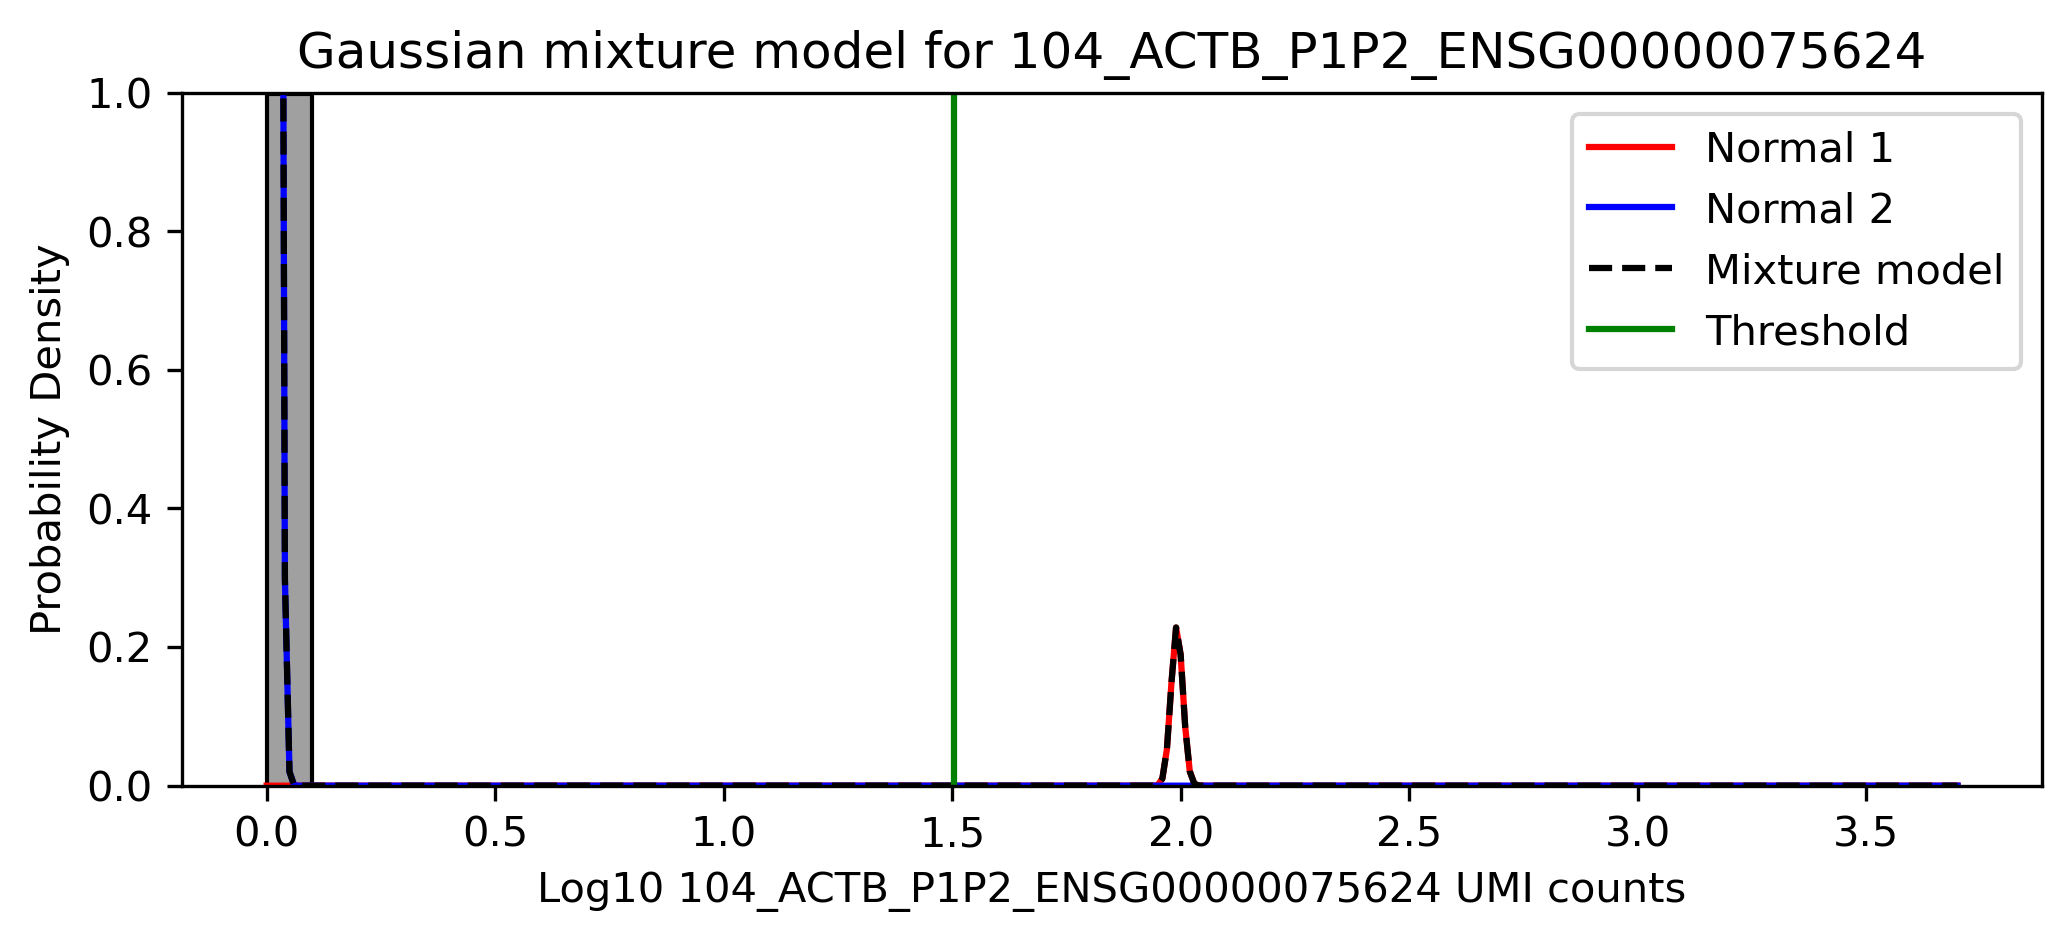 Gaussian mixture model for 104_ACTB_P1P2_ENSG00000075624
1.0
0.8
0.6
0.4
0.2
0.0
Probability Density
Normal 1
Normal 2
Mixture model
Threshold
0.0 0.5 1.0 1.5 2.0 2.5 3.0 3.5
Log10 104_ACTB_P1P2_ENSG00000075624 UMI counts